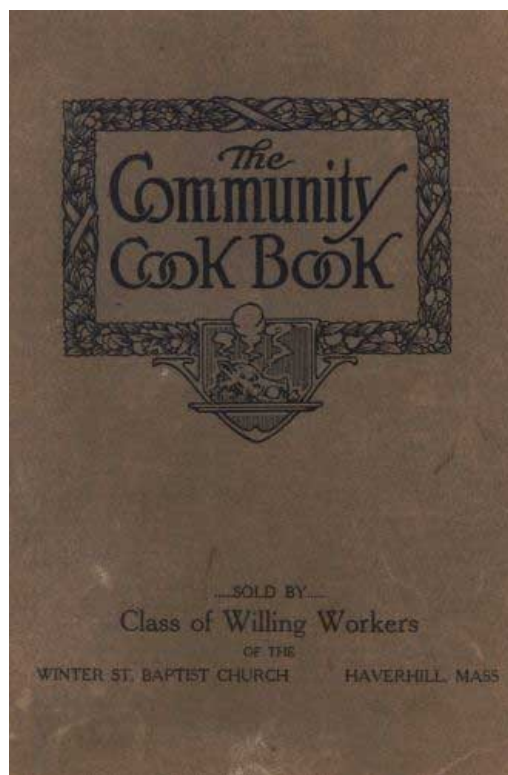 The
Community
Cook Book
.....SOLD BY.....
Class of Willing Workers
OF THE
WINTER ST. BAPTIST CHURCH HAVERHILL, MASS